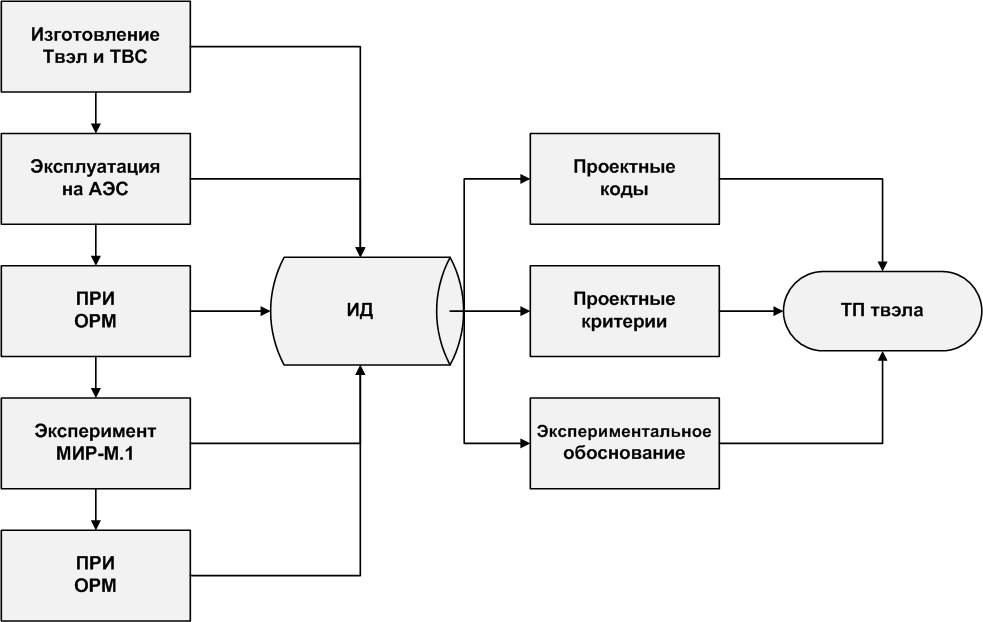 Изготовление
Твэл и ТВС
Эксплуатация
на АЭС
ПРИ
ОРМ
Эксперимент
МИР-М.1
ПРИ
ОРМ
ИД
Проектные
коды
Проектные
критерии
Экспериментальное
обоснование
ТП твэла